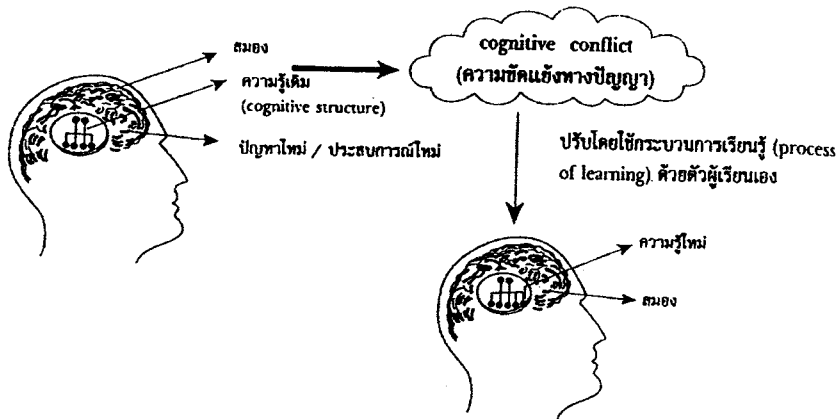 สมอง
ความรู้เดิม
(cognitive structure)
ปัญหาใหม่ / ประสบการณ์ใหม่
cognitive conflict
(ความขัดแย้งทางปัญญา)
ปรับโดยใช้กระบวนการเรียนรู้ (process
of learning) ด้วยตัวผู้เรียนเอง
ความรู้ใหม่
สมอง